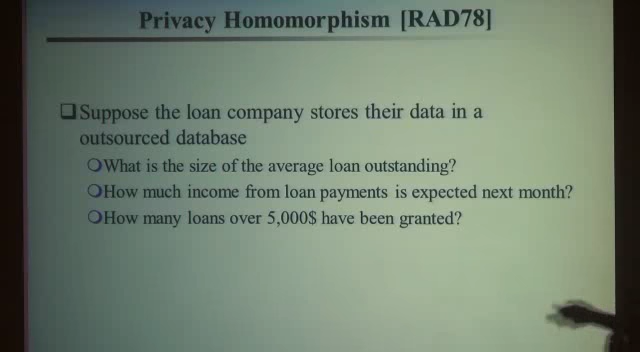 Privacy Homomorphism [RAD78]
Suppose the loan company stores their data in a
outsourced database
What is the size of the average loan outstanding?
How much income from loan payments is expected next month?
How many loans over 5,000$ have been granted?